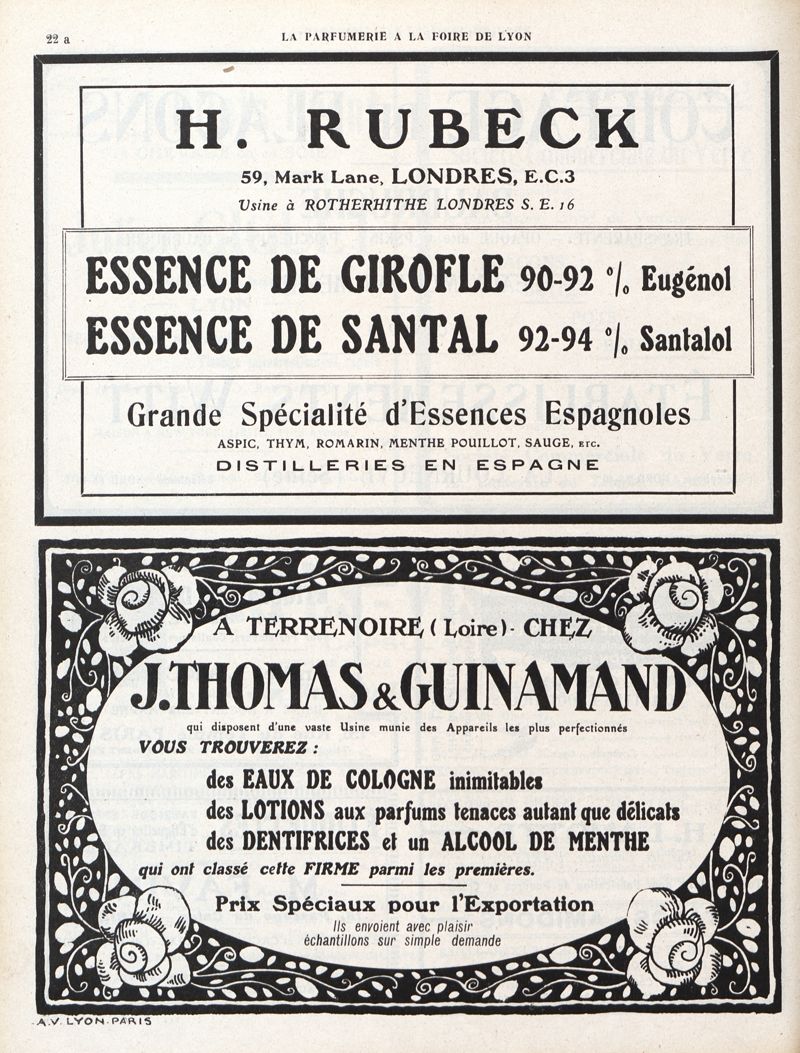 22 a
LA PARFUMERIE A LA FOIRE DE LYON
H. RUBECK
59, Mark Lane, LONDRES, E.C.3
Usine à ROTHERHITHE LONDRES S. E. 16
ESSENCE DE GIROFLE 90-92 % Eugénol
ESSENCE DE SANTAL 92-94 % Santalol
Grande Spécialité d'Essences Espagnoles
ASPIC, THYM, ROMARIN, MENTHE POUILLOT, SAUGE, ETC.
DISTILLERIES EN ESPAGNE
A TERRENOIRE (Loire) - CHEZ
J. THOMAS & GUINAMAND
qui disposent d'une vaste Usine munie des Appareils les plus perfectionnés
VOUS TROUVEREZ :
des EAUX DE COLOGNE inimitables
des LOTIONS aux parfums tenaces autant que délicats
des DENTIFRICES et un ALCOOL DE MENTHE
qui ont classé cette FIRME parmi les premières.
Prix Spéciaux pour l'Exportation
Ils envoient avec plaisir
échantillons sur simple demande
A.V. LYON-PARIS